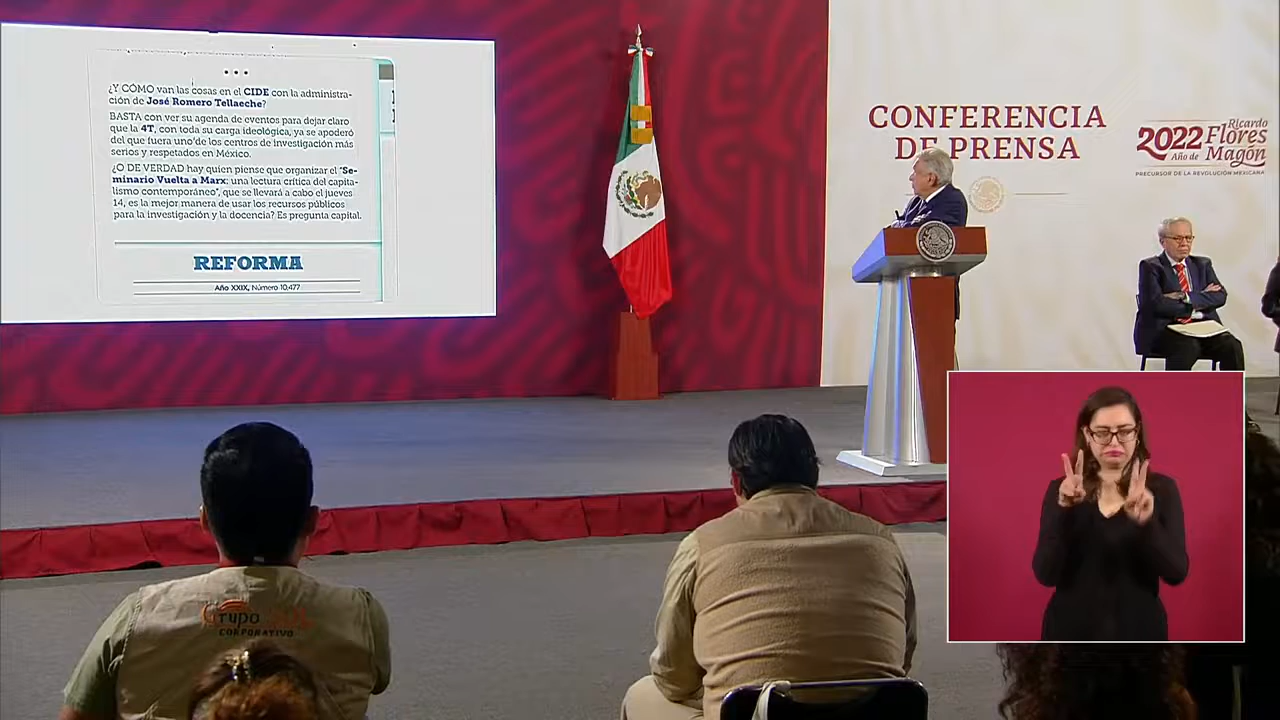 ¿Y CÓMO van las cosas en el CIDE con la administra-
ción de José Romero Tellaeche?
BASTA con ver su agenda de eventos para dejar claro
que la 4T, con toda su carga ideológica, ya se apoderó
del que fuera uno de los centros de investigación más
serios y respetados en México.
¿O DE VERDAD hay quien piense que organizar el "Se-
minario Vuelta a Marx; una lectura crítica del capita-
lismo contemporáneo", que se llevará a cabo el jueves
14, es la mejor manera de usar los recursos públicos
para la investigación y la docencia? Es pregunta capital.
REFORMA
Año XXIX, Número 10,477
CONFERENCIA
DE PRENSA
2022 Ricardo
Año de Flores
Magón
PRECURSOR DE LA REVOLUCIÓN MEXICANA
Grupo
CORPORATIVO